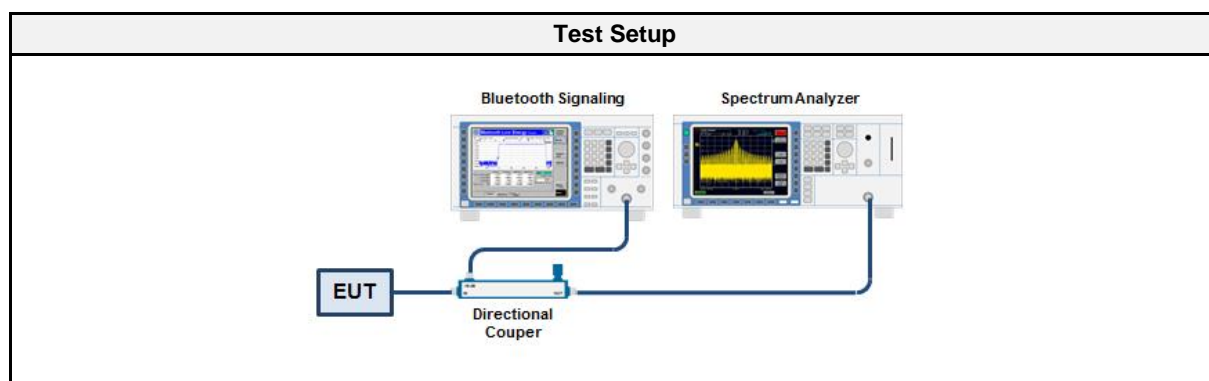 Test Setup
Bluetooth Signaling
Spectrum Analyzer
EUT
Directional
Couper